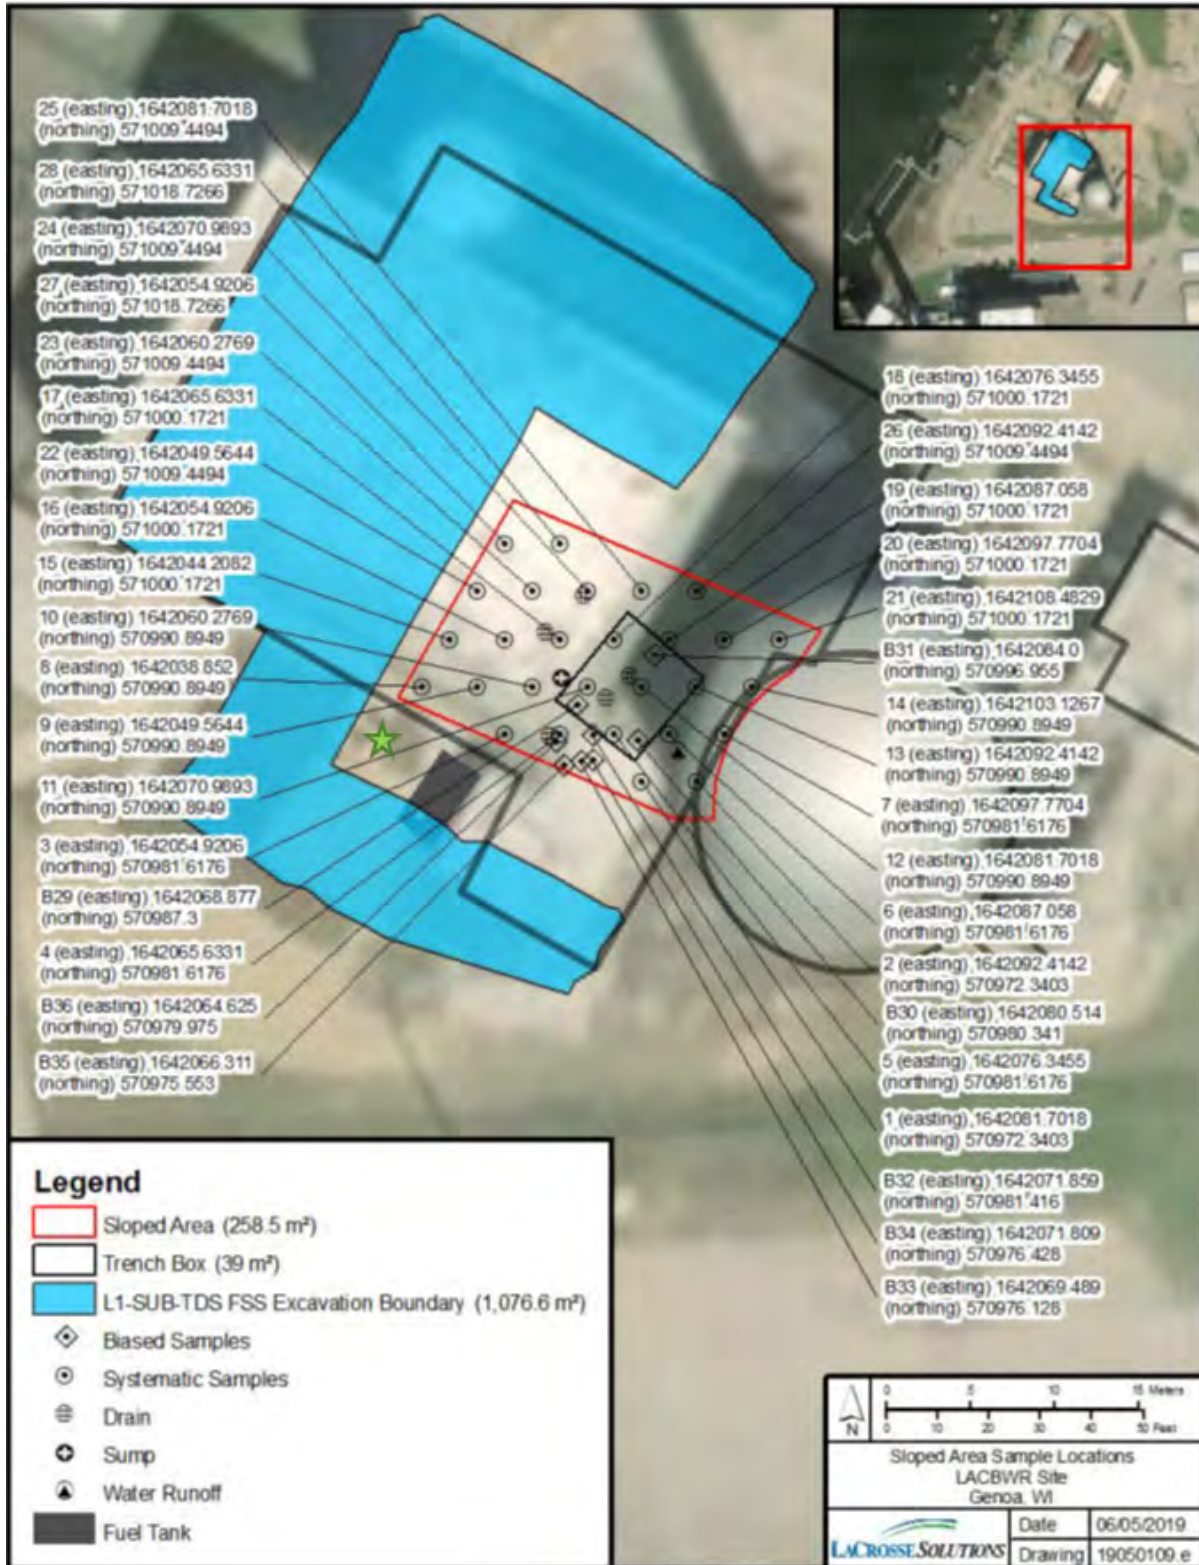 25 (easting) 1642081.7018
(northing) 571009.4494
28 (easting) 1642065.6331
(northing) 571018.7266
24 (easting) 1642070.9893
(northing) 571009.4494
27 (easting) 1642054.9206
(northing) 571018.7266
23 (easting) 1642060.2769
(northing) 571009.4494
17 (easting) 1642065.6331
(northing) 571000.1721
22 (easting) 1642049.5644
(northing) 571009.4494
16 (easting) 1642054.9206
(northing) 571000.1721
15 (easting) 1642044.2082
(northing) 571000.1721
10 (easting) 1642060.2769
(northing) 570990.8949
8 (easting) 1642038.852
(northing) 570990.8949
9 (easting) 1642049.5644
(northing) 570990.8949
11 (easting) 1642070.9893
(northing) 570990.8949
3 (easting) 1642054.9206
(northing) 570981.6176
B29 (easting) 1642068.877
(northing) 570987.3
4 (easting) 1642065.6331
(northing) 570981.6176
B36 (easting) 1642064.625
(northing) 570979.975
B35 (easting) 1642066.311
(northing) 570975.553
18 (easting) 1642076.3455
(northing) 571000.1721
26 (easting) 1642092.4142
(northing) 571009.4494
19 (easting) 1642087.058
(northing) 571000.1721
20 (easting) 1642097.7704
(northing) 571000.1721
21 (easting) 1642108.4829
(northing) 571000.1721
B31 (easting) 1642084.0
(northing) 570996.955
14 (easting) 1642103.1267
(northing) 570990.8949
13 (easting) 1642092.4142
(northing) 570990.8949
7 (easting) 1642097.7704
(northing) 570981.6176
12 (easting) 1642081.7018
(northing) 570990.8949
6 (easting) 1642087.058
(northing) 570981.6176
2 (easting) 1642092.4142
(northing) 570972.3403
B30 (easting) 1642080.514
(northing) 570980.341
5 (easting) 1642076.3455
(northing) 570981.6176
1 (easting) 1642081.7018
(northing) 570972.3403
B32 (easting) 1642071.859
(northing) 570981.416
B34 (easting) 1642071.809
(northing) 570976.428
B33 (easting) 1642069.489
(northing) 570976.128
Legend
Sloped Area (258.5 m²)
Trench Box (39 m²)
L1-SUB-TDS FSS Excavation Boundary (1,076.6 m²)
Biased Samples
Systematic Samples
Drain
Sump
Water Runoff
Fuel Tank
N
0 5 10 15 Meters
0 10 20 30 40 50 Feet
Sloped Area Sample Locations
LACBWR Site
Genoa, WI
LACROSSE SOLUTIONS
Date 06/05/2019
Drawing 19050109.e